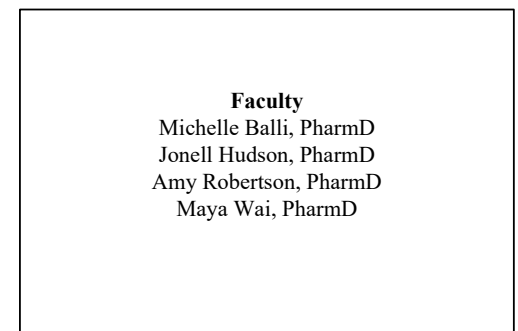 Faculty
Michelle Balli, PharmD
Jonell Hudson, PharmD
Amy Robertson, PharmD
Maya Wai, PharmD